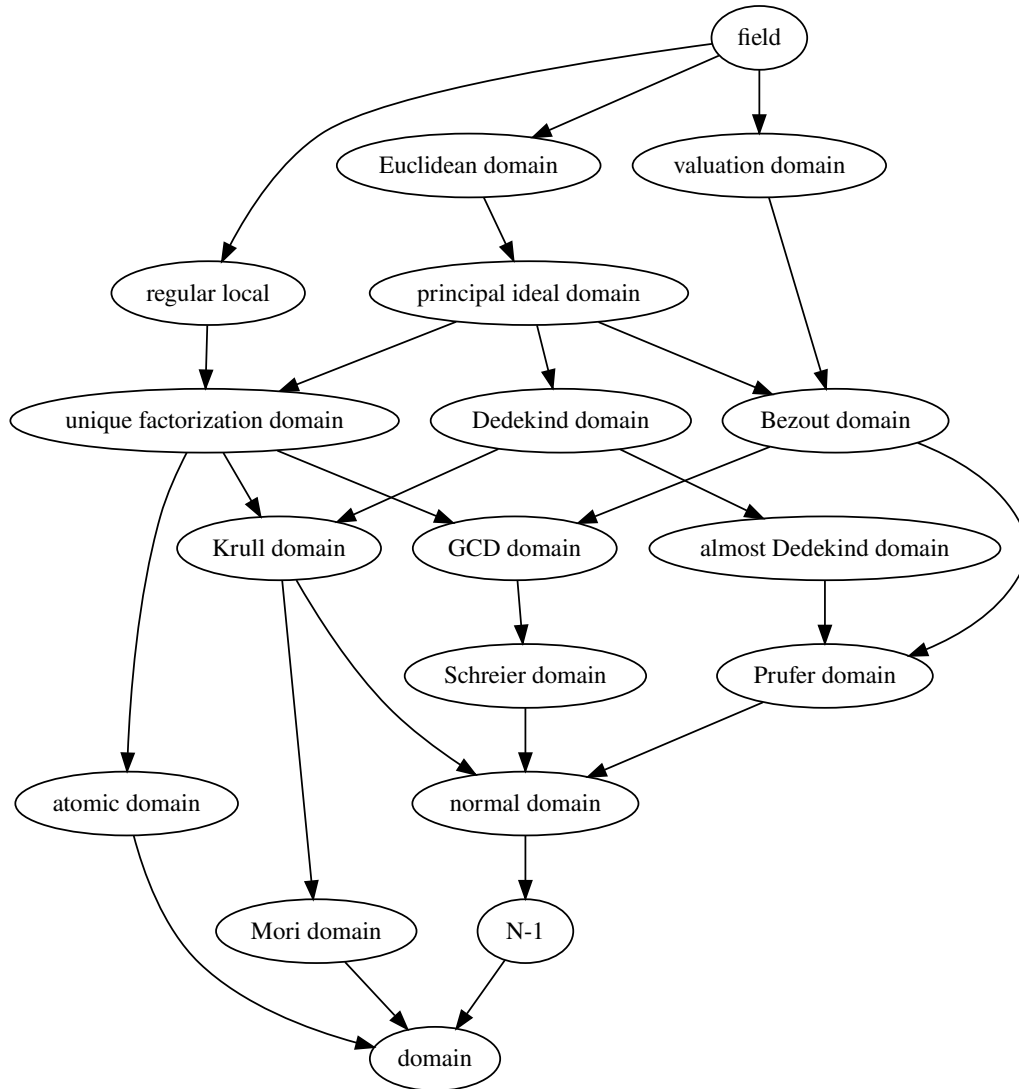 field
Euclidean domain
valuation domain
regular local
principal ideal domain
unique factorization domain
Dedekind domain
Bezout domain
Krull domain
GCD domain
almost Dedekind domain
Schreier domain
Prufer domain
atomic domain
normal domain
Mori domain
N-1
domain